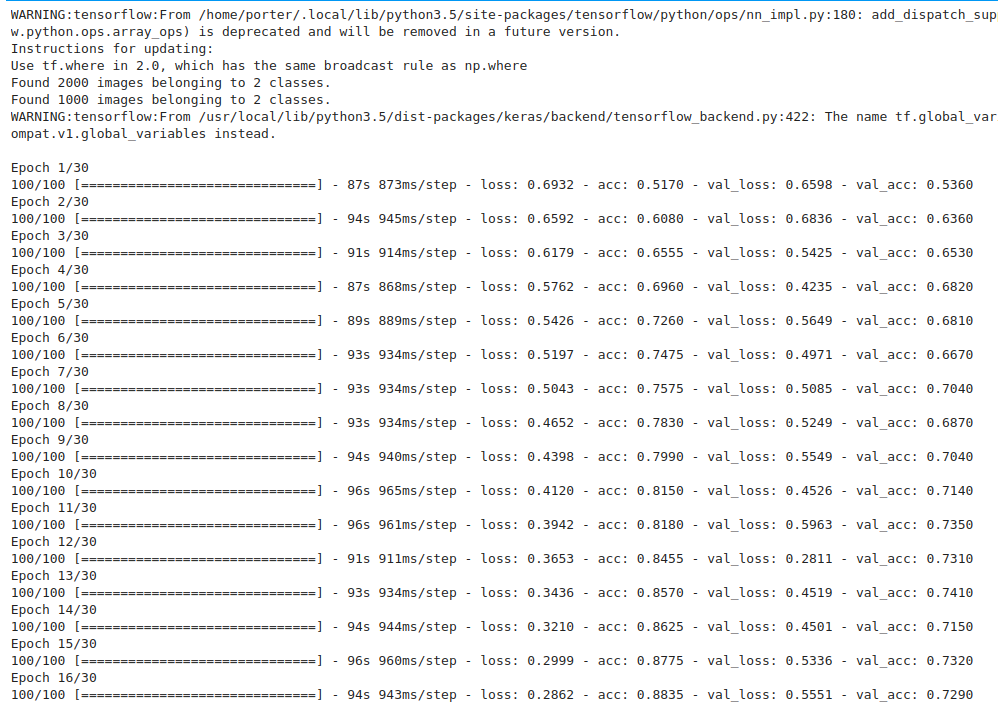 WARNING:tensorflow:From /home/porter/.local/lib/python3.5/site-packages/tensorflow/python/ops/nn_impl.py:180: add_dispatch_sup
w.python.ops.array_ops) is deprecated and will be removed in a future version.
Instructions for updating:
Use tf.where in 2.0, which has the same broadcast rule as np.where
Found 2000 images belonging to 2 classes.
Found 1000 images belonging to 2 classes.
WARNING:tensorflow:From /usr/local/lib/python3.5/dist-packages/keras/backend/tensorflow_backend.py:422: The name tf.global_var
ompat.v1.global_variables instead.

Epoch 1/30
100/100 [==============================] - 87s 873ms/step - loss: 0.6932 - acc: 0.5170 - val_loss: 0.6598 - val_acc: 0.5360
Epoch 2/30
100/100 [==============================] - 94s 945ms/step - loss: 0.6592 - acc: 0.6080 - val_loss: 0.6836 - val_acc: 0.6360
Epoch 3/30
100/100 [==============================] - 91s 914ms/step - loss: 0.6179 - acc: 0.6555 - val_loss: 0.5425 - val_acc: 0.6530
Epoch 4/30
100/100 [==============================] - 87s 868ms/step - loss: 0.5762 - acc: 0.6960 - val_loss: 0.4235 - val_acc: 0.6820
Epoch 5/30
100/100 [==============================] - 89s 889ms/step - loss: 0.5426 - acc: 0.7260 - val_loss: 0.5649 - val_acc: 0.6810
Epoch 6/30
100/100 [==============================] - 93s 934ms/step - loss: 0.5197 - acc: 0.7475 - val_loss: 0.4971 - val_acc: 0.6670
Epoch 7/30
100/100 [==============================] - 93s 934ms/step - loss: 0.5043 - acc: 0.7575 - val_loss: 0.5085 - val_acc: 0.7040
Epoch 8/30
100/100 [==============================] - 93s 934ms/step - loss: 0.4652 - acc: 0.7830 - val_loss: 0.5249 - val_acc: 0.6870
Epoch 9/30
100/100 [==============================] - 94s 940ms/step - loss: 0.4398 - acc: 0.7990 - val_loss: 0.5549 - val_acc: 0.7040
Epoch 10/30
100/100 [==============================] - 96s 965ms/step - loss: 0.4120 - acc: 0.8150 - val_loss: 0.4526 - val_acc: 0.7140
Epoch 11/30
100/100 [==============================] - 96s 961ms/step - loss: 0.3942 - acc: 0.8180 - val_loss: 0.5963 - val_acc: 0.7350
Epoch 12/30
100/100 [==============================] - 91s 911ms/step - loss: 0.3653 - acc: 0.8455 - val_loss: 0.2811 - val_acc: 0.7310
Epoch 13/30
100/100 [==============================] - 93s 934ms/step - loss: 0.3436 - acc: 0.8570 - val_loss: 0.4519 - val_acc: 0.7410
Epoch 14/30
100/100 [==============================] - 94s 944ms/step - loss: 0.3210 - acc: 0.8625 - val_loss: 0.4501 - val_acc: 0.7150
Epoch 15/30
100/100 [==============================] - 96s 960ms/step - loss: 0.2999 - acc: 0.8775 - val_loss: 0.5336 - val_acc: 0.7320
Epoch 16/30
100/100 [==============================] - 94s 943ms/step - loss: 0.2862 - acc: 0.8835 - val_loss: 0.5551 - val_acc: 0.7290